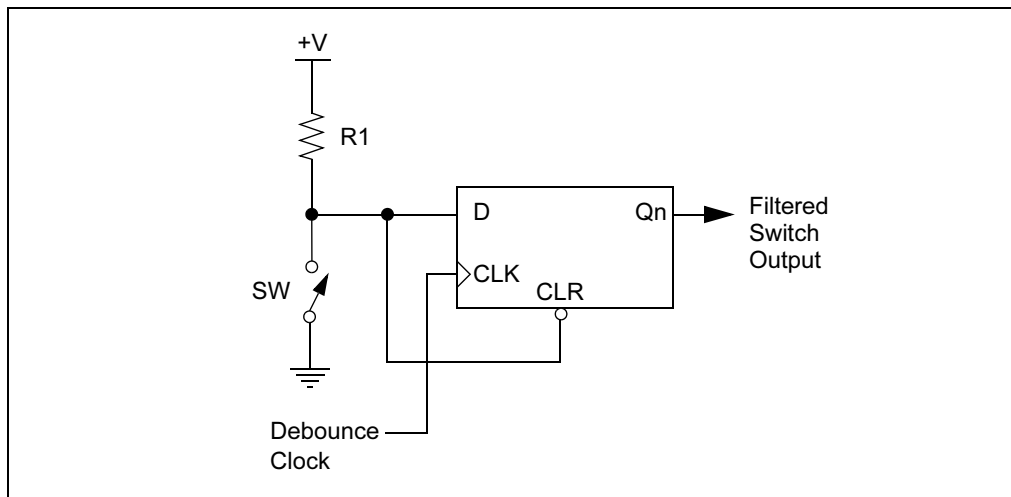 +V
R1
D
Qn
Filtered
Switch
Output
CLK
SW
CLR
Debounce
Clock